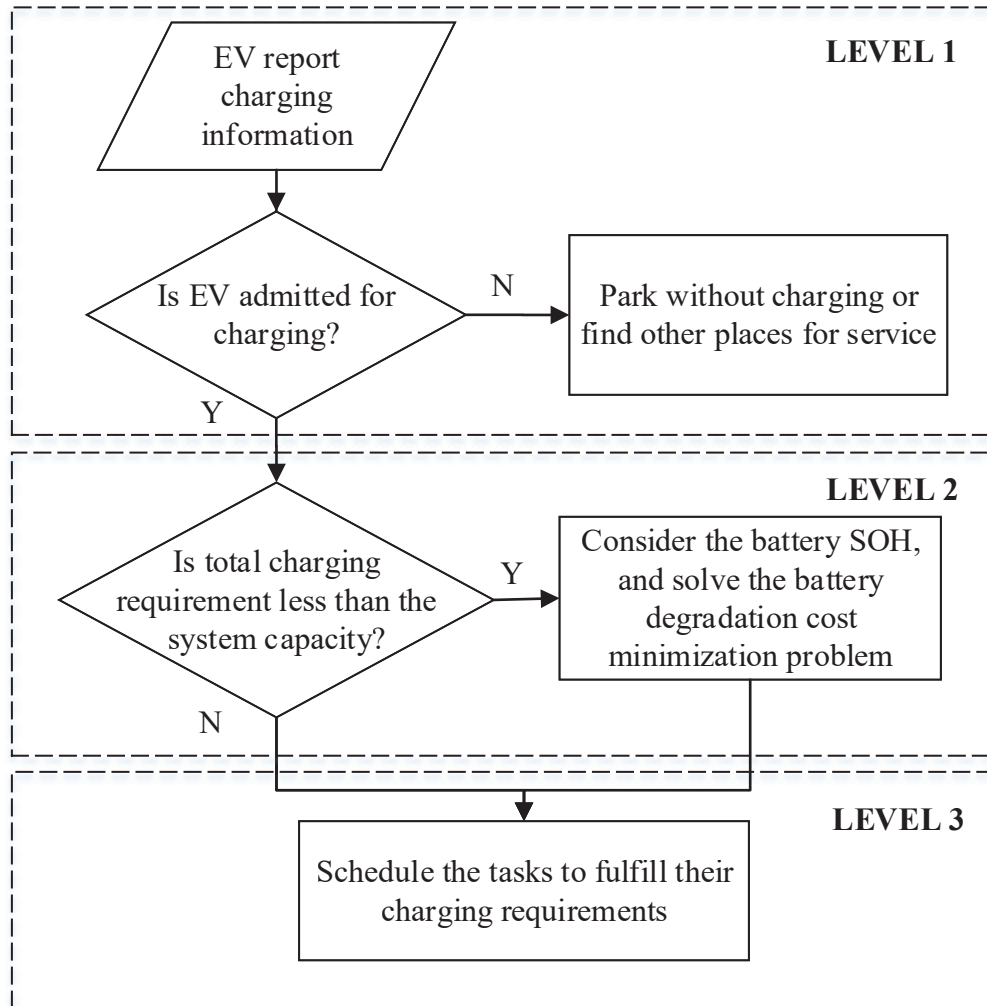 LEVEL 1
EV report
charging
information
Is EV admitted for
charging?
N
Park without charging or
find other places for service
Y
LEVEL 2
Is total charging
requirement less than the
system capacity?
Y
Consider the battery SOH,
and solve the battery
degradation cost
minimization problem
N
LEVEL 3
Schedule the tasks to fulfill their
charging requirements